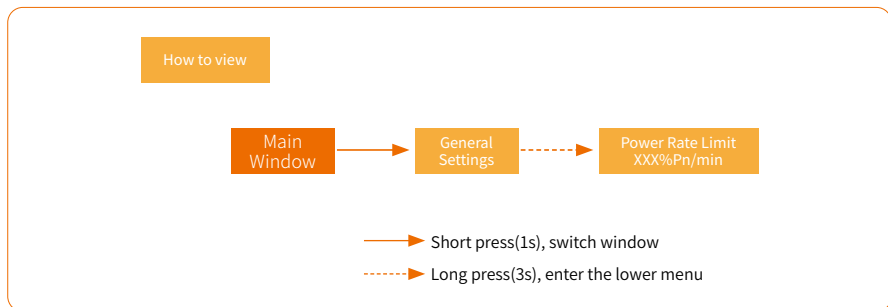 How to view
Main
Window
General
Settings
Power Rate Limit
XXX%Pn/min
Short press(1s), switch window
Long press(3s), enter the lower menu